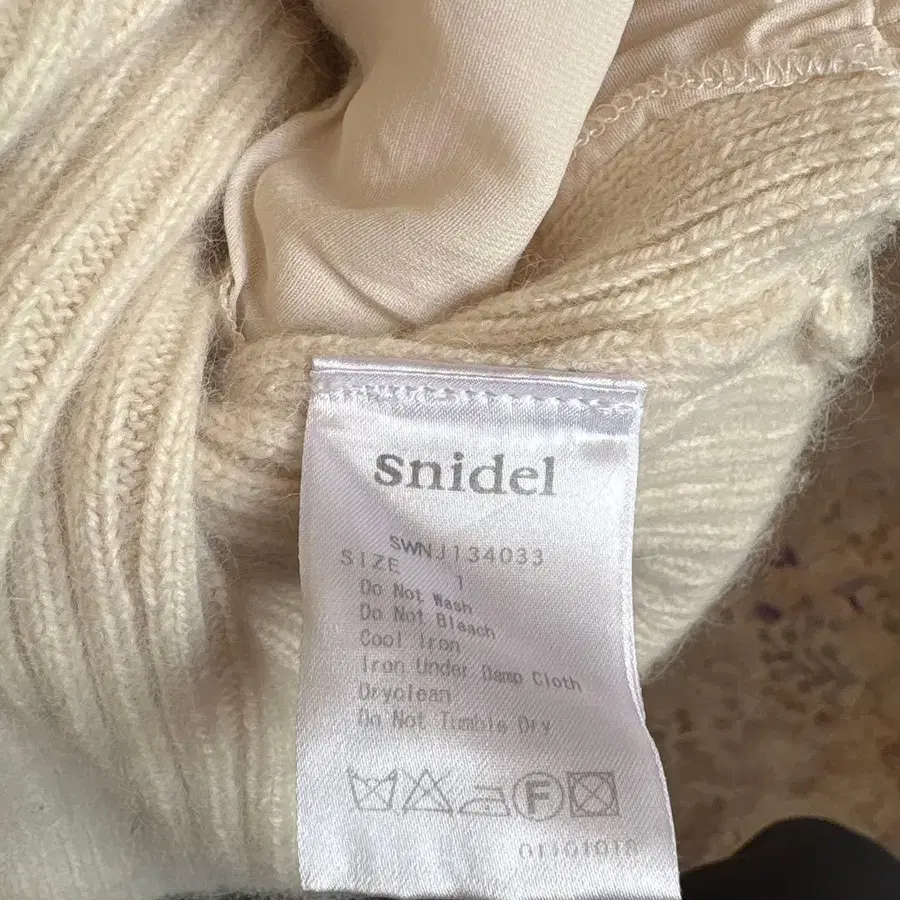 snidel
SWNJ134033
SIZE 1
Do Not Wash
Do Not Bleach
Cool Iron
Iron Under Damp Cloth
Dryclean
Do Not Tumble Dry
F